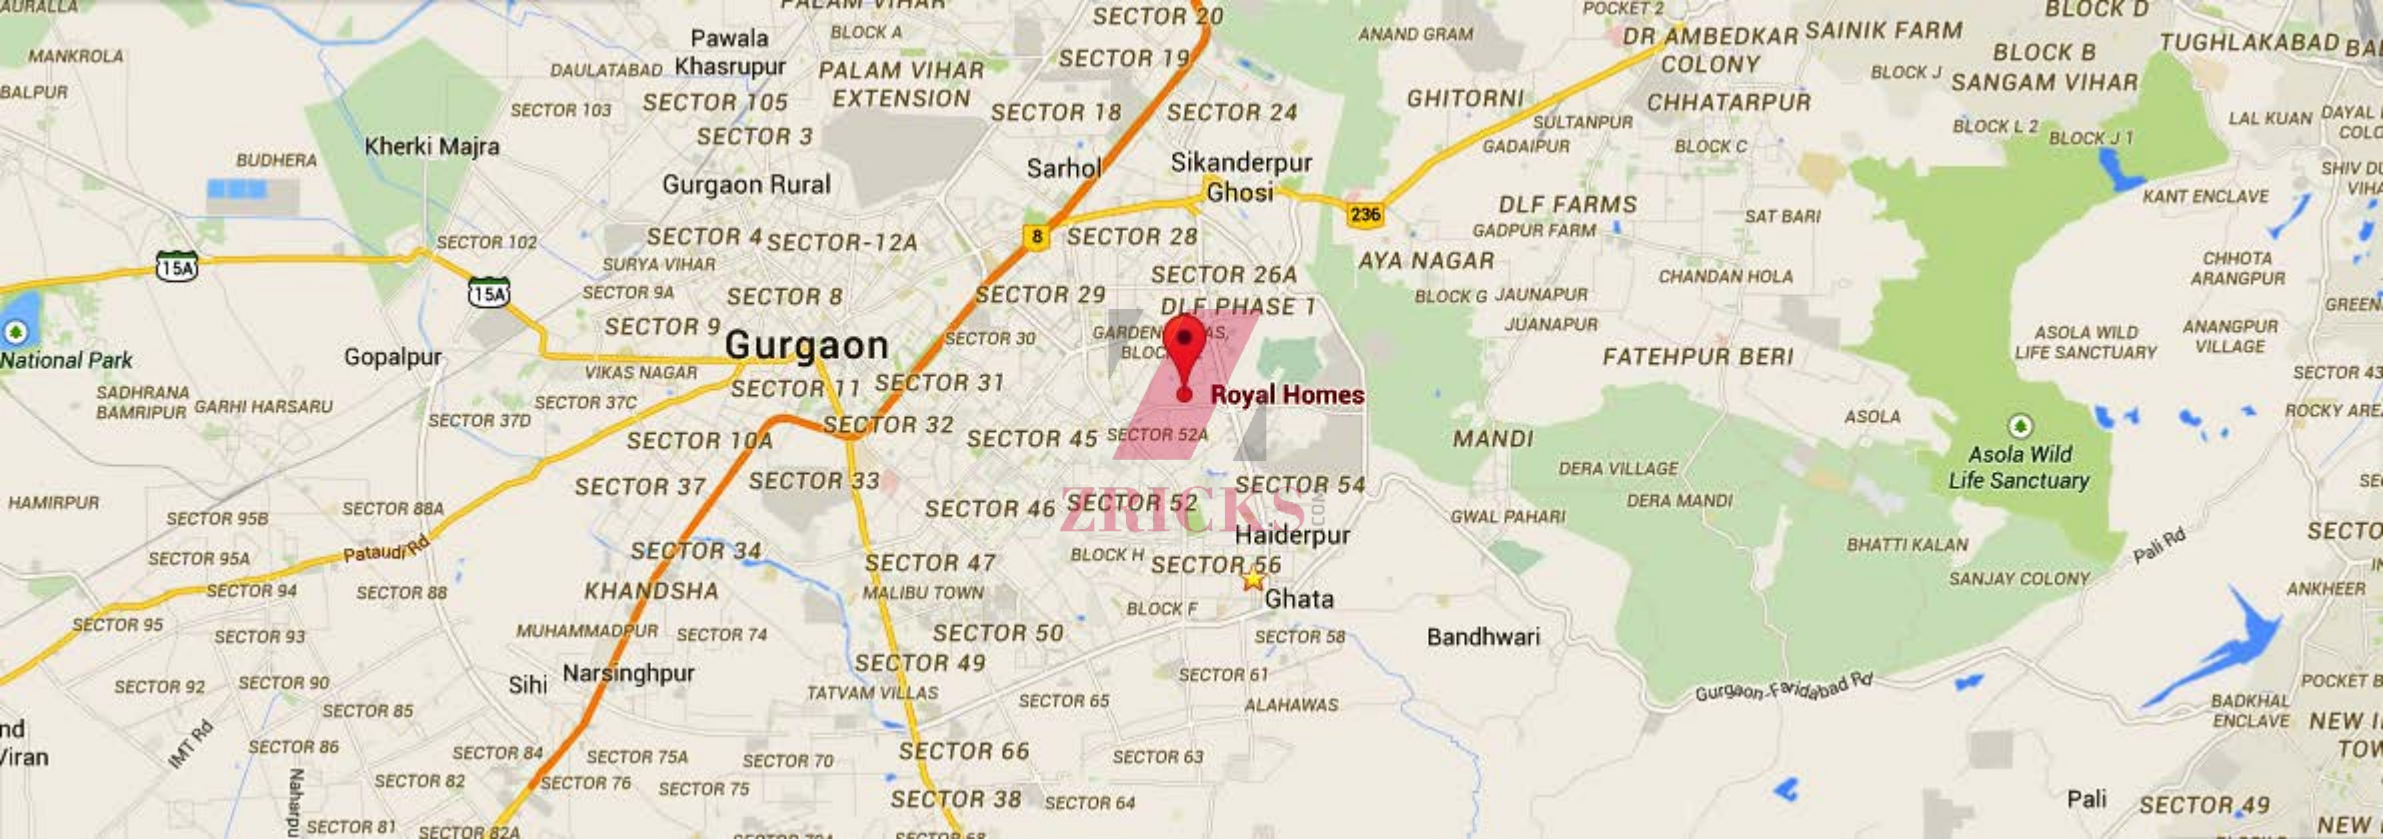 AURALLA
PALAM VIHAR
SECTOR 20
POCKET 2
BLOCK D
MANKROLA
Pawala
Khasrupur
BLOCK A
ANAND GRAM
DR AMBEDKAR
COLONY
SAINIK FARM
BLOCK B
SANGAM VIHAR
TUGHLAKABAD
DAULATABAD
PALAM VIHAR
EXTENSION
SECTOR 19
BLOCK J
BALPUR
SECTOR 103
SECTOR 105
SECTOR 18
SECTOR 24
GHITORNI
CHHATARPUR
SECTOR 3
SULTANPUR
BLOCK L 2
BLOCK J 1
LAL KUAN
DAYAL
Kherki Majra
BUDHERA
GADAIPUR
BLOCK C
Gurgaon Rural
Sarhol
Sikanderpur
Ghosi
KANT ENCLAVE
236
DLF FARMS
GADPUR FARM
SAT BARI
SECTOR 102
SECTOR 4
SECTOR-12A
8
SECTOR 28
15A
SURYA VIHAR
SECTOR 26A
AYA NAGAR
CHANDAN HOLA
CHHOTA
ARANGPUR
15A
SECTOR 9A
SECTOR 8
SECTOR 29
DLF PHASE 1
BLOCK G
JAUNAPUR
GREEN
SECTOR 9
JUANAPUR
National Park
Gopalpur
Gurgaon
SECTOR 30
FATEHPUR BERI
ASOLA WILD
LIFE SANCTUARY
ANANGPUR
VILLAGE
VIKAS NAGAR
SADHRANA
BAMRIPUR
GARHI HARSARU
SECTOR 37C
SECTOR 11
SECTOR 31
Royal Homes
SECTOR 43
SECTOR 37D
SECTOR 32
ASOLA
ROCKY AREA
SECTOR 10A
SECTOR 45
SECTOR 52A
MANDI
Asola Wild
Life Sanctuary
HAMIRPUR
SECTOR 37
SECTOR 33
SECTOR 54
DERA VILLAGE
SECTOR 95B
SECTOR 88A
SECTOR 46
SECTOR 52
ZRICKS
.COM
DERA MANDI
GWAL PAHARI
SECTOR 95A
Pataudi Rd
SECTOR 34
SECTOR 47
BLOCK H
Haiderpur
SECTOR 56
BHATTI KALAN
Pali Rd
SECTOR 94
SECTOR 88
KHANDSHA
MALIBU TOWN
BLOCK F
Ghata
SANJAY COLONY
ANKHEER
SECTOR 95
SECTOR 93
MUHAMMADPUR
SECTOR 74
SECTOR 50
SECTOR 58
Bandhwari
SECTOR 92
SECTOR 90
Sihi
Narsinghpur
SECTOR 49
SECTOR 61
Gurgaon-Faridabad Rd
POCKET B
SECTOR 85
TATVAM VILLAS
SECTOR 65
ALAHAWAS
BADKHAL
ENCLAVE
IMT Rd
SECTOR 86
SECTOR 84
SECTOR 75A
SECTOR 70
SECTOR 66
SECTOR 63
SECTOR 82
SECTOR 76
SECTOR 75
SECTOR 38
SECTOR 64
Pali
SECTOR 49
SECTOR 81
SECTOR 82A
SECTOR 68